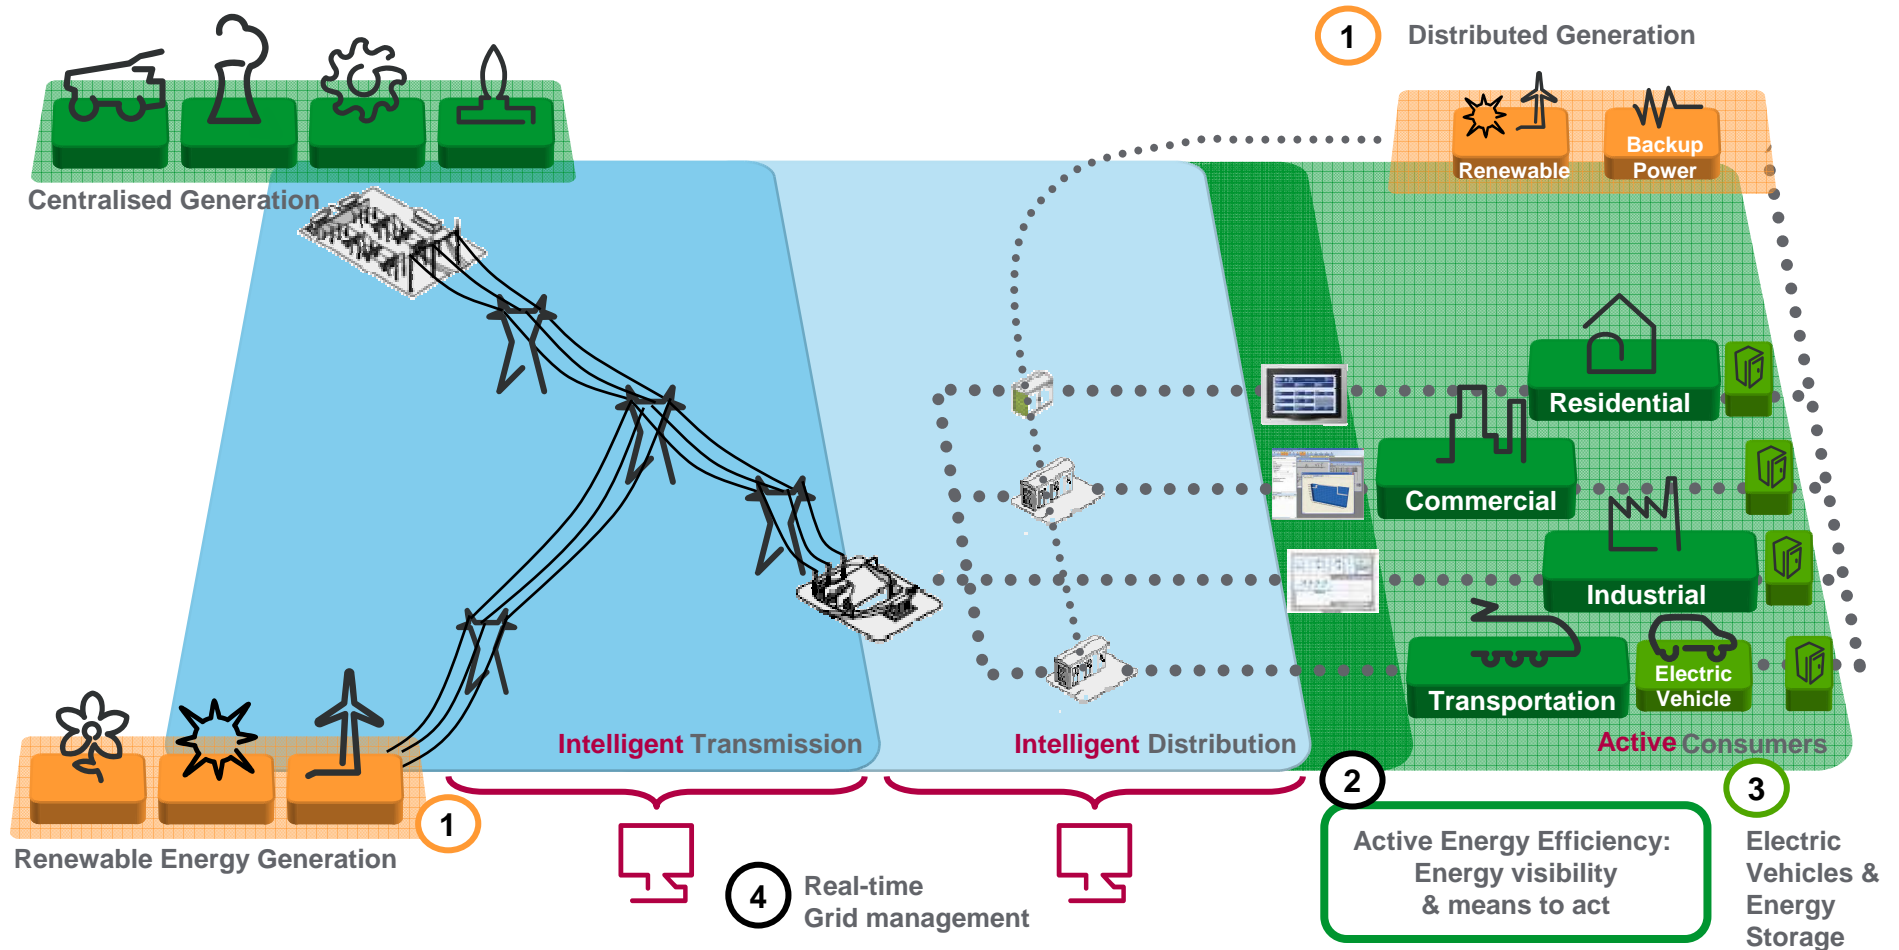 1 Distributed Generation
Renewable
Backup
Power
Centralised Generation
Residential
Commercial
Industrial
Transportation
Electric
Vehicle
Intelligent Transmission
Intelligent Distribution
Active Consumers
1
Renewable Energy Generation
2
Active Energy Efficiency:
Energy visibility
& means to act
3
Electric
Vehicles &
Energy
Storage
4
Real-time
Grid management